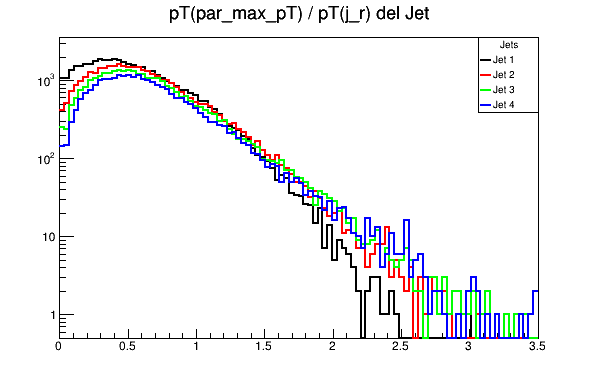 pT(par_max_pT) / pT(j_r) del Jet
Jets
Jet 1
Jet 2
Jet 3
Jet 4
10³
10²
10
1
0 0.5 1 1.5 2 2.5 3 3.5